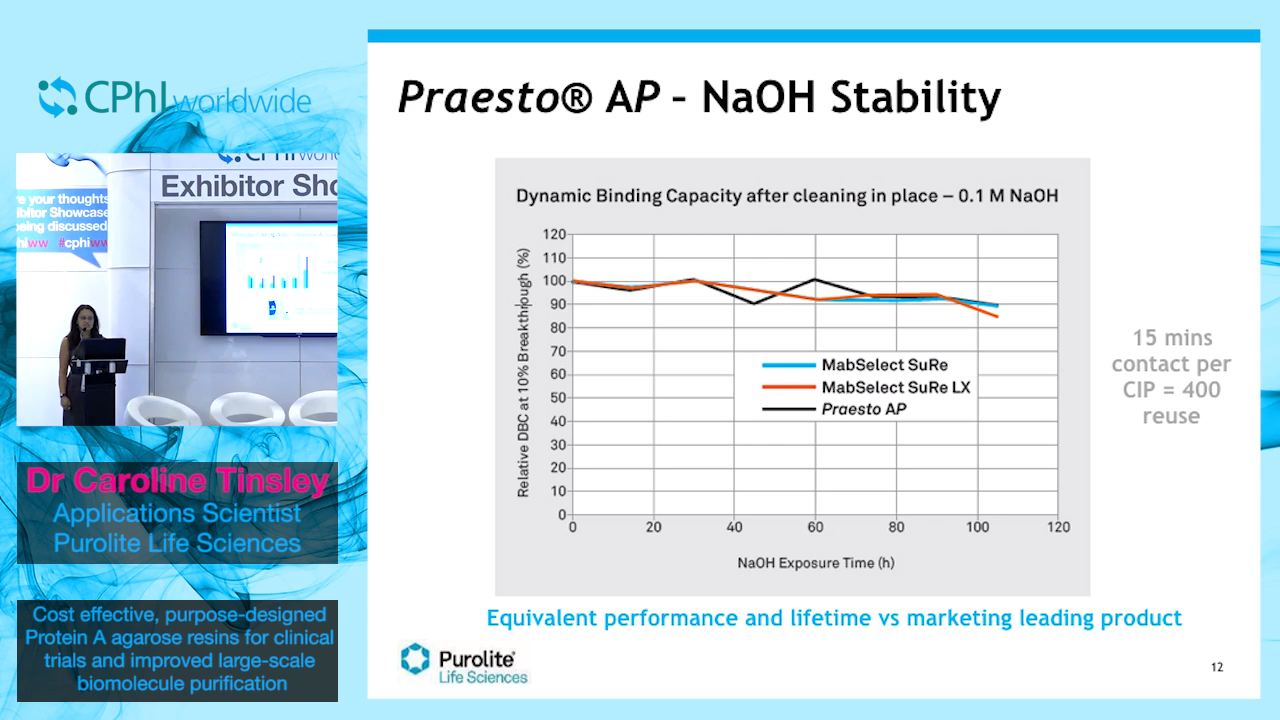 CPhI worldwide
CPhI
Exhibitor Sho
e your thoughts
ibitor Showcase
eing discussed
hiww #cphiww
Dr Caroline Tinsley
Applications Scientist
Purolite Life Sciences
Cost effective, purpose-designed
Protein A agarose resins for clinical
trials and improved large-scale
biomolecule purification
Praesto® AP – NaOH Stability
Dynamic Binding Capacity after cleaning in place – 0.1 M NaOH
Relative DBC at 10% Breakthrough (%)
120
110
100
90
80
70
60
50
40
30
20
10
0
MabSelect SuRe
MabSelect SuRe LX
Praesto AP
0 20 40 60 80 100 120
NaOH Exposure Time (h)
15 mins
contact per
CIP = 400
reuse
Equivalent performance and lifetime vs marketing leading product
Purolite®
Life Sciences
12